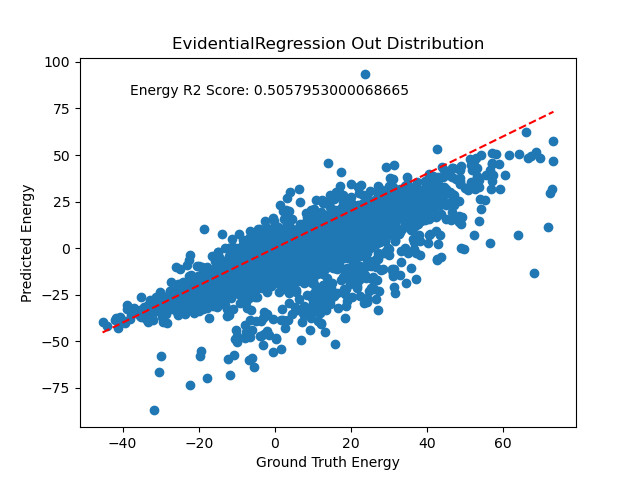 EvidentialRegression Out Distribution
Energy R2 Score: 0.5057953000068665
100
75
50
25
0
−25
−50
−75
Predicted Energy
−40 −20 0 20 40 60
Ground Truth Energy